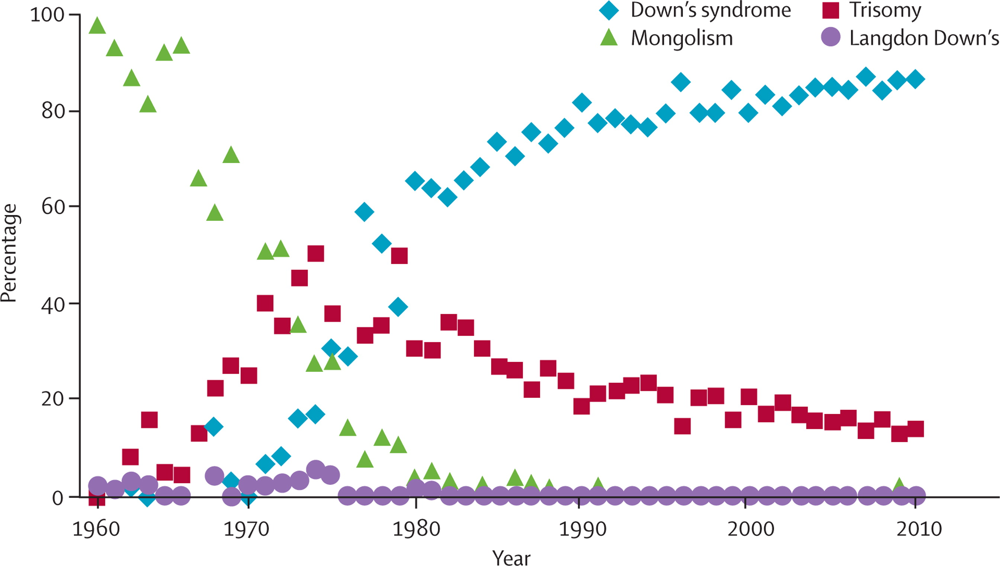 Down’s syndrome
Trisomy
Mongolism
Langdon Down’s
Percentage
100
80
60
40
20
0
1960
1970
1980
1990
2000
2010
Year